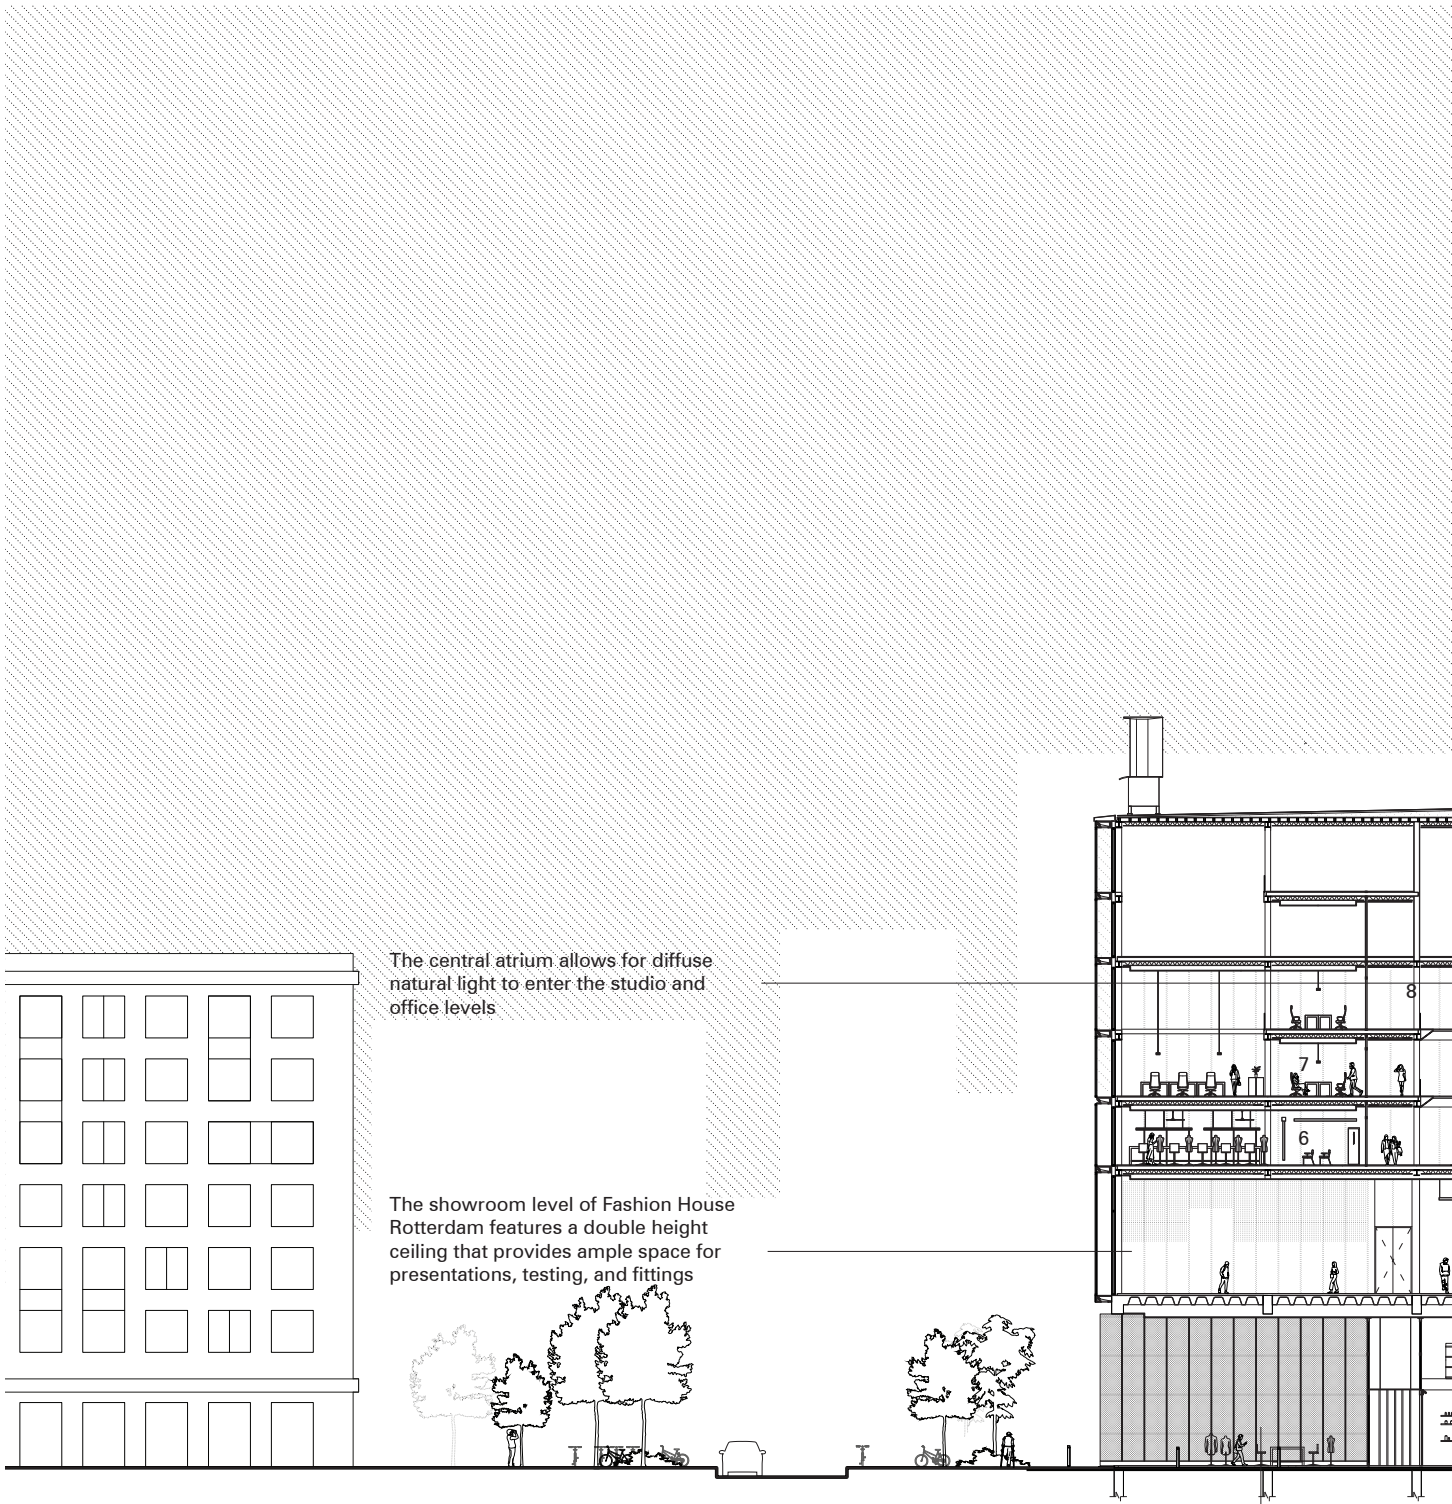 The central atrium allows for diffuse
natural light to enter the studio and
office levels
8
7
6
The showroom level of Fashion House
Rotterdam features a double height
ceiling that provides ample space for
presentations, testing, and fittings